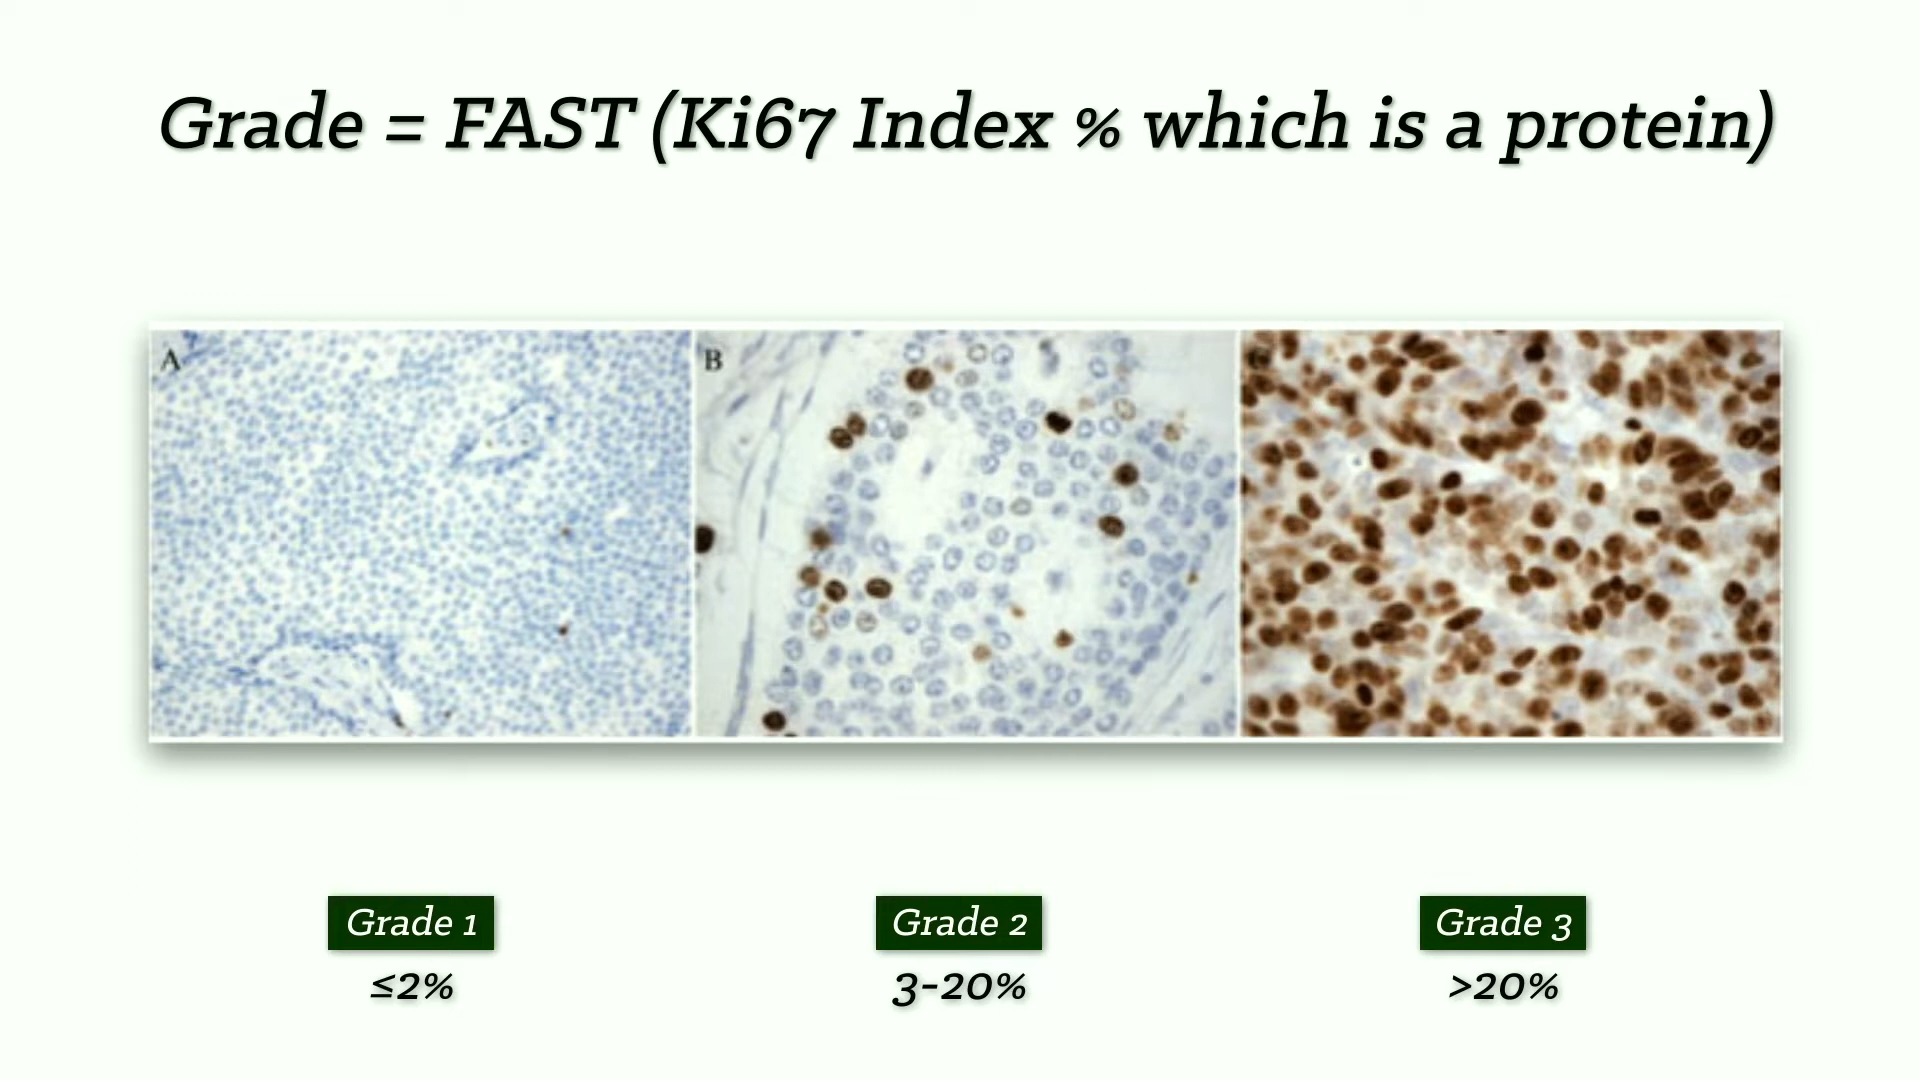 Grade = FAST (Ki67 Index % which is a protein)
A
B
Grade 1
Grade 2
Grade 3
≤2%
3-20%
>20%